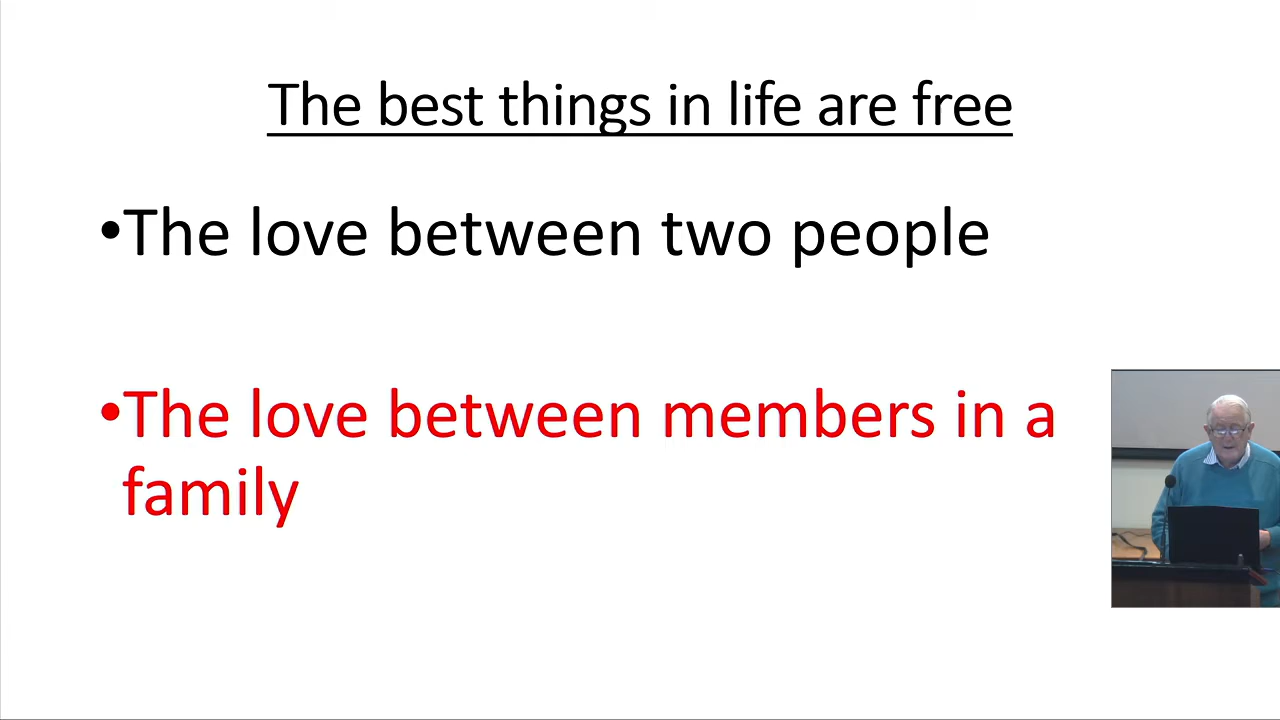 The best things in life are free
•The love between two people
•The love between members in a
family